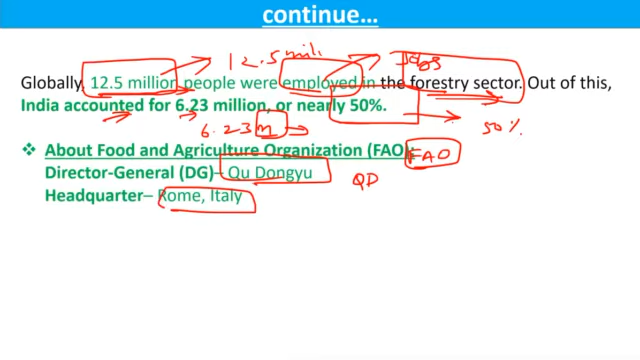 continue...
12.5 mili
Jobs
Globally, 12.5 million people were employed in the forestry sector. Out of this,
India accounted for 6.23 million, or nearly 50%.
6.23 m
50%
❖ About Food and Agriculture Organization (FAO):
FAO
Director-General (DG)– Qu Dongyu
QD
Headquarter– Rome, Italy